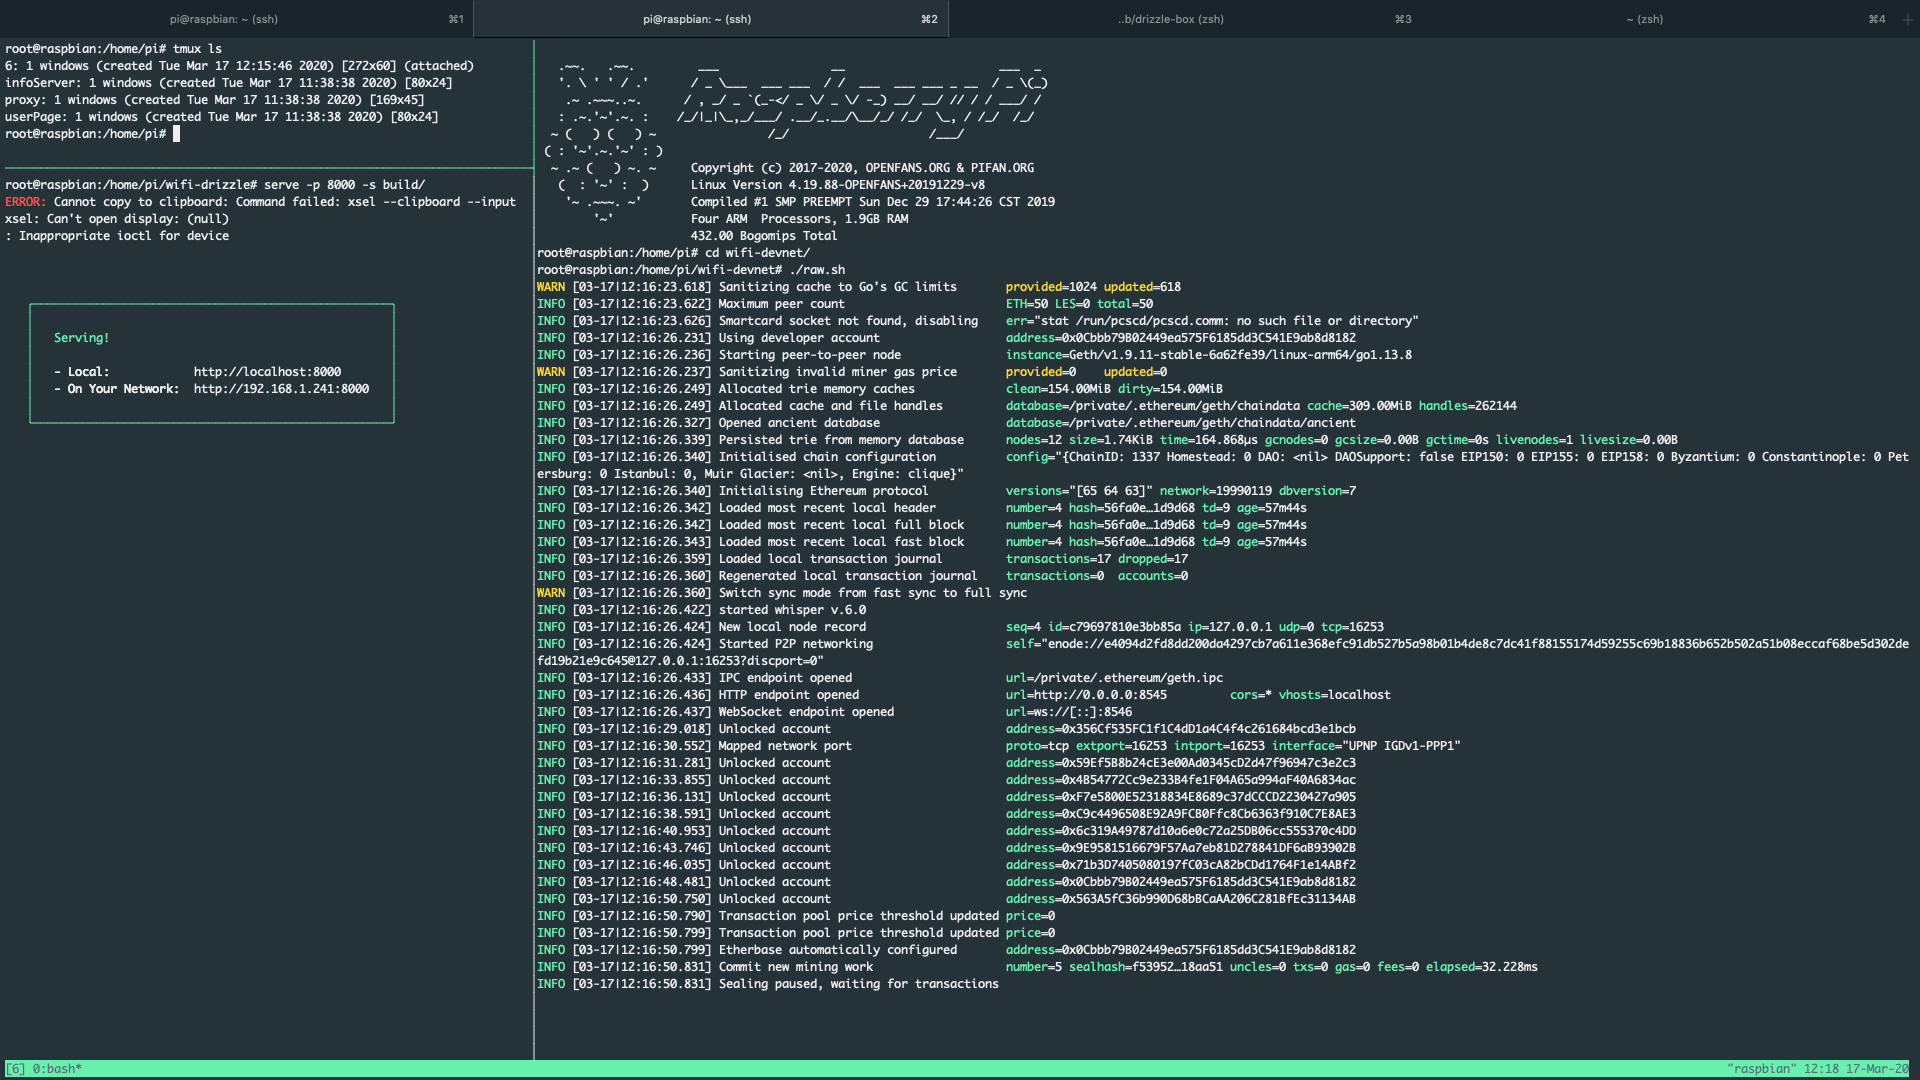 pi@raspbian: ~ (ssh) ⌘1 pi@raspbian: ~ (ssh) ⌘2 ..b/drizzle-box (zsh) ⌘3 ~ (zsh) ⌘4
root@raspbian:/home/pi# tmux ls
6: 1 windows (created Tue Mar 17 12:15:46 2020) [272x60] (attached)
infoServer: 1 windows (created Tue Mar 17 11:38:38 2020) [80x24]
proxy: 1 windows (created Tue Mar 17 11:38:38 2020) [169x45]
userPage: 1 windows (created Tue Mar 17 11:38:38 2020) [80x24]
root@raspbian:/home/pi#
root@raspbian:/home/pi/wifi-drizzle# serve -p 8000 -s build/
ERROR: Cannot copy to clipboard: Command failed: xsel --clipboard --input
xsel: Can't open display: (null)
: Inappropriate ioctl for device
Serving!
- Local: http://localhost:8000
- On Your Network: http://192.168.1.241:8000
Copyright (c) 2017-2020, OPENFANS.ORG & PIFAN.ORG
Linux Version 4.19.88-OPENFANS+20191229-v8
Compiled #1 SMP PREEMPT Sun Dec 29 17:44:26 CST 2019
Four ARM  Processors, 1.9GB RAM
432.00 Bogomips Total
root@raspbian:/home/pi# cd wifi-devnet/
root@raspbian:/home/pi/wifi-devnet# ./raw.sh
WARN [03-17|12:16:23.618] Sanitizing cache to Go's GC limits provided=1024 updated=618
INFO [03-17|12:16:23.622] Maximum peer count ETH=50 LES=0 total=50
INFO [03-17|12:16:23.626] Smartcard socket not found, disabling err="stat /run/pcscd/pcscd.comm: no such file or directory"
INFO [03-17|12:16:26.231] Using developer account address=0x0Cbbb79B02449ea575F6185dd3C541E9ab8d8182
INFO [03-17|12:16:26.236] Starting peer-to-peer node instance=Geth/v1.9.11-stable-6a62fe39/linux-arm64/go1.13.8
WARN [03-17|12:16:26.237] Sanitizing invalid miner gas price provided=0 updated=0
INFO [03-17|12:16:26.249] Allocated trie memory caches clean=154.00MiB dirty=154.00MiB
INFO [03-17|12:16:26.249] Allocated cache and file handles database=/private/.ethereum/geth/chaindata cache=309.00MiB handles=262144
INFO [03-17|12:16:26.327] Opened ancient database database=/private/.ethereum/geth/chaindata/ancient
INFO [03-17|12:16:26.339] Persisted trie from memory database nodes=12 size=1.74KiB time=164.868µs gcnodes=0 gcsize=0.00B gctime=0s livenodes=1 livesize=0.00B
INFO [03-17|12:16:26.340] Initialised chain configuration config="{ChainID: 1337 Homestead: 0 DAO: <nil> DAOSupport: false EIP150: 0 EIP155: 0 EIP158: 0 Byzantium: 0 Constantinople: 0 Pet
ersburg: 0 Istanbul: 0, Muir Glacier: <nil>, Engine: clique}"
INFO [03-17|12:16:26.340] Initialising Ethereum protocol versions="[65 64 63]" network=19990119 dbversion=7
INFO [03-17|12:16:26.342] Loaded most recent local header number=4 hash=56fa0e…1d9d68 td=9 age=57m44s
INFO [03-17|12:16:26.342] Loaded most recent local full block number=4 hash=56fa0e…1d9d68 td=9 age=57m44s
INFO [03-17|12:16:26.343] Loaded most recent local fast block number=4 hash=56fa0e…1d9d68 td=9 age=57m44s
INFO [03-17|12:16:26.359] Loaded local transaction journal transactions=17 dropped=17
INFO [03-17|12:16:26.360] Regenerated local transaction journal transactions=0 accounts=0
WARN [03-17|12:16:26.360] Switch sync mode from fast sync to full sync
INFO [03-17|12:16:26.422] started whisper v.6.0
INFO [03-17|12:16:26.424] New local node record seq=4 id=c79697810e3bb85a ip=127.0.0.1 udp=0 tcp=16253
INFO [03-17|12:16:26.424] Started P2P networking self="enode://e4094d2fd8dd200da4297cb7a611e368efc91db527b5a98b01b4de8c7dc41f88155174d59255c69b18836b652b502a51b08eccaf68be5d302de
fd19b21e9c645@127.0.0.1:16253?discport=0"
INFO [03-17|12:16:26.433] IPC endpoint opened url=/private/.ethereum/geth.ipc
INFO [03-17|12:16:26.436] HTTP endpoint opened url=http://0.0.0.0:8545 cors=* vhosts=localhost
INFO [03-17|12:16:26.437] WebSocket endpoint opened url=ws://[::]:8546
INFO [03-17|12:16:29.018] Unlocked account address=0x356Cf535FC1f1C4dD1a4C4f4c261684bcd3e1bcb
INFO [03-17|12:16:30.552] Mapped network port proto=tcp extport=16253 intport=16253 interface="UPNP IGDv1-PPP1"
INFO [03-17|12:16:31.281] Unlocked account address=0x59Ef5B8b24cE3e00Ad0345cD2d47f96947c3e2c3
INFO [03-17|12:16:33.855] Unlocked account address=0x4B54772Cc9e233B4fe1F04A65a994aF40A6834ac
INFO [03-17|12:16:36.131] Unlocked account address=0xF7e5800E52318834E8689c37dCCCD2230427a905
INFO [03-17|12:16:38.591] Unlocked account address=0xC9c4496508E92A9FCB0Ffc8Cb6363f910C7E8AE3
INFO [03-17|12:16:40.953] Unlocked account address=0x6c319A49787d10a6e0c72a25DB06cc555370c4DD
INFO [03-17|12:16:43.746] Unlocked account address=0x9E9581516679F57Aa7eb81D278841DF6aB93902B
INFO [03-17|12:16:46.035] Unlocked account address=0x71b3D7405080197fC03cA82bCDd1764F1e14ABf2
INFO [03-17|12:16:48.481] Unlocked account address=0x0Cbbb79B02449ea575F6185dd3C541E9ab8d8182
INFO [03-17|12:16:50.750] Unlocked account address=0x563A5fC36b990D68bBCaAA206C281BfEc31134AB
INFO [03-17|12:16:50.790] Transaction pool price threshold updated price=0
INFO [03-17|12:16:50.799] Transaction pool price threshold updated price=0
INFO [03-17|12:16:50.799] Etherbase automatically configured address=0x0Cbbb79B02449ea575F6185dd3C541E9ab8d8182
INFO [03-17|12:16:50.831] Commit new mining work number=5 sealhash=f53952…18aa51 uncles=0 txs=0 gas=0 fees=0 elapsed=32.228ms
INFO [03-17|12:16:50.831] Sealing paused, waiting for transactions
[6] 0:bash* "raspbian" 12:18 17-Mar-20